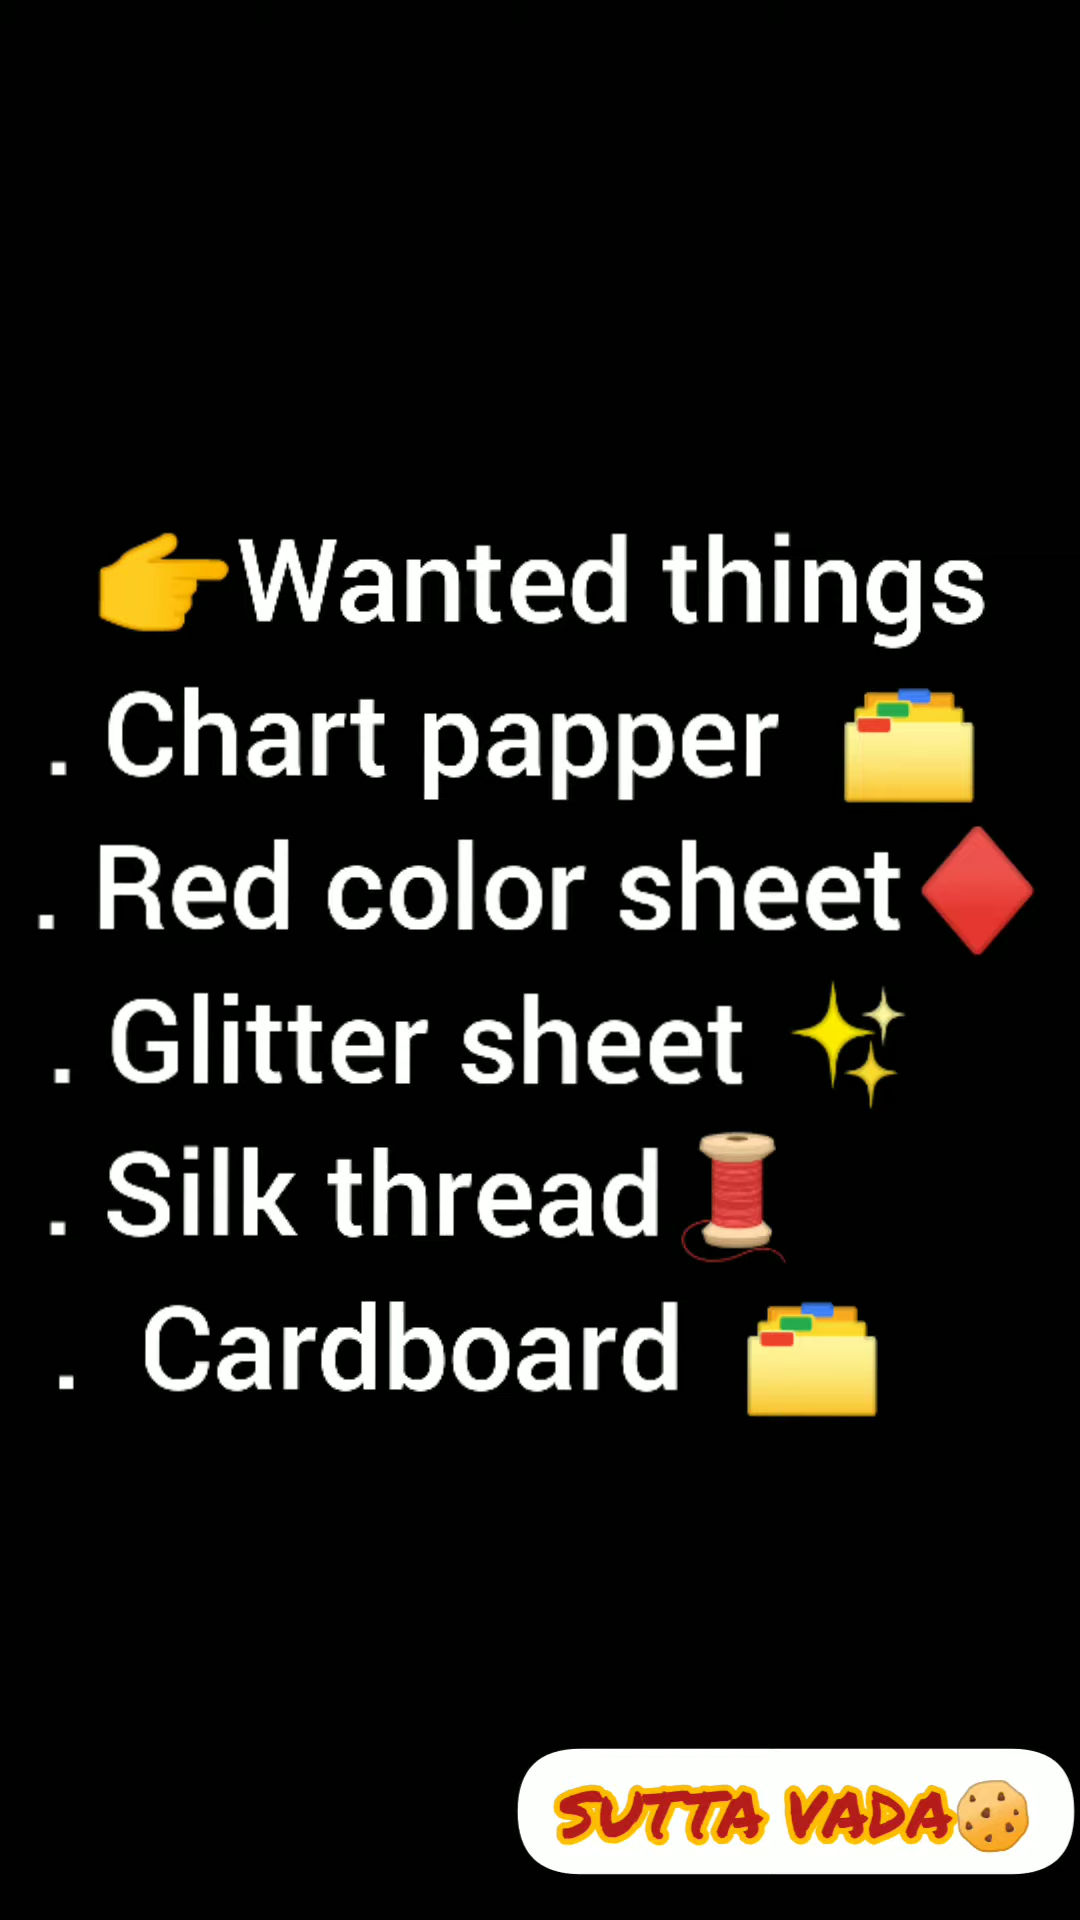 👉Wanted things
. Chart papper 🗂️
. Red color sheet♦️
. Glitter sheet ✨
. Silk thread🧵
. Cardboard 🗂️
SUTTA VADA🍪